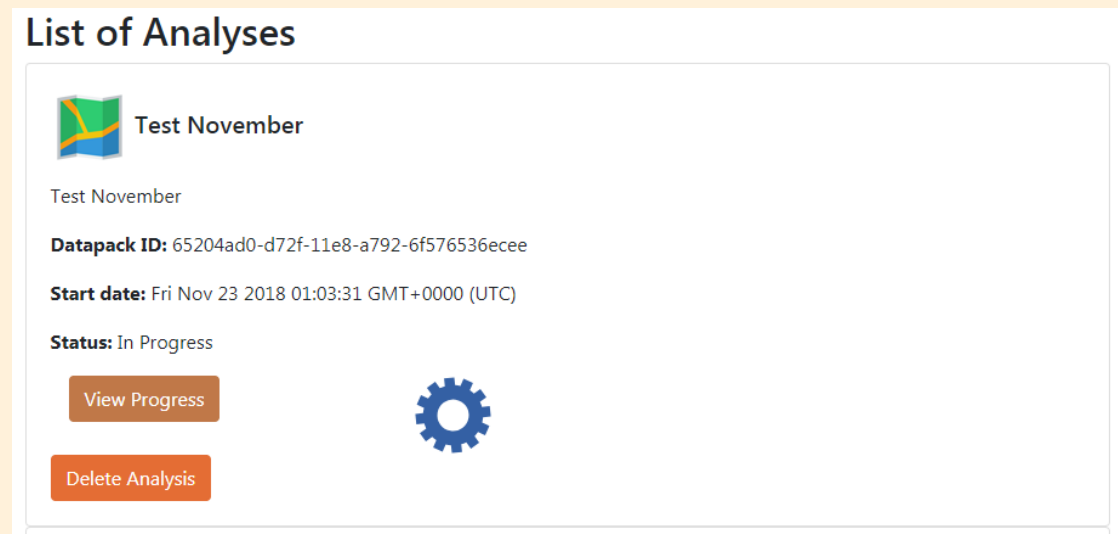 List of Analyses
Test November
Test November
Datapack ID: 65204ad0-d72f-11e8-a792-6f576536ecee
Start date: Fri Nov 23 2018 01:03:31 GMT+0000 (UTC)
Status: In Progress
View Progress
Delete Analysis